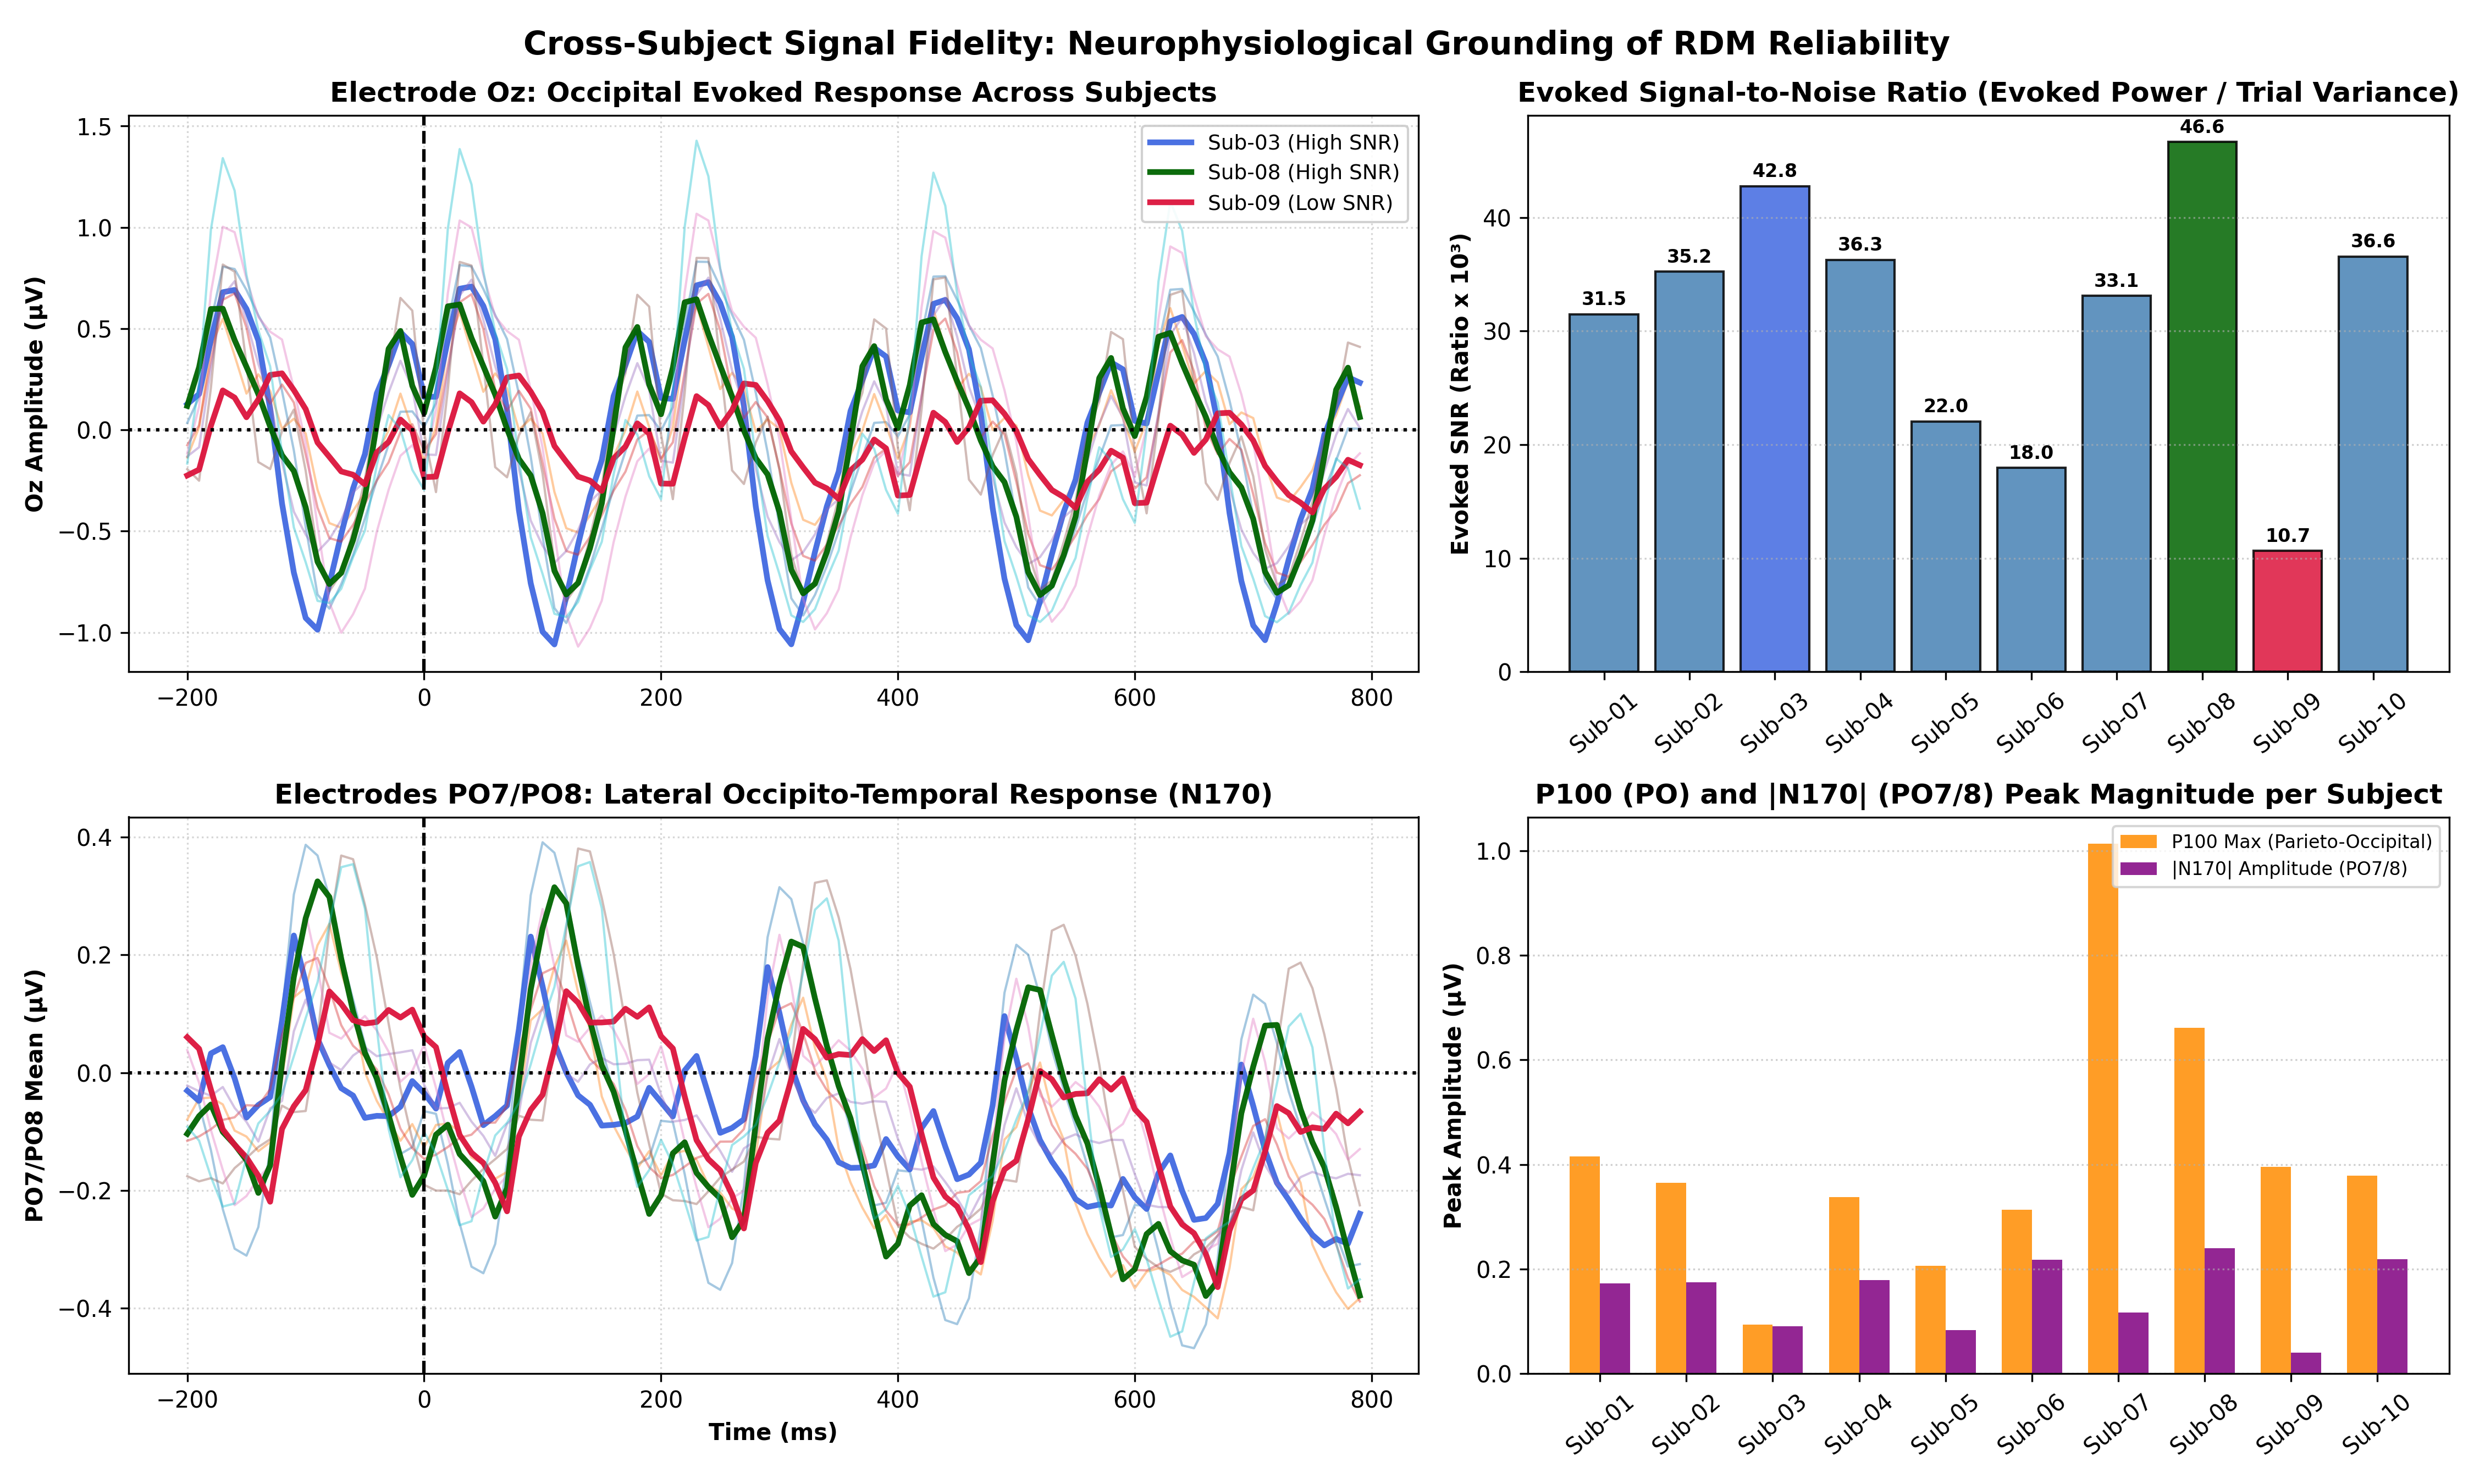 Cross-Subject Signal Fidelity: Neurophysiological Grounding of RDM Reliability
Electrode Oz: Occipital Evoked Response Across Subjects
Oz Amplitude (µV)
1.5
1.0
0.5
0.0
−0.5
−1.0
Sub-03 (High SNR)
Sub-08 (High SNR)
Sub-09 (Low SNR)
−200
0
200
400
600
800
Evoked Signal-to-Noise Ratio (Evoked Power / Trial Variance)
Evoked SNR (Ratio x 10³)
40
30
20
10
0
31.5
35.2
42.8
36.3
22.0
18.0
33.1
46.6
10.7
36.6
Sub-01
Sub-02
Sub-03
Sub-04
Sub-05
Sub-06
Sub-07
Sub-08
Sub-09
Sub-10
Electrodes PO7/PO8: Lateral Occipito-Temporal Response (N170)
PO7/PO8 Mean (µV)
0.4
0.2
0.0
−0.2
−0.4
−200
0
200
400
600
800
Time (ms)
P100 (PO) and |N170| (PO7/8) Peak Magnitude per Subject
Peak Amplitude (µV)
1.0
0.8
0.6
0.4
0.2
0.0
P100 Max (Parieto-Occipital)
|N170| Amplitude (PO7/8)
Sub-01
Sub-02
Sub-03
Sub-04
Sub-05
Sub-06
Sub-07
Sub-08
Sub-09
Sub-10